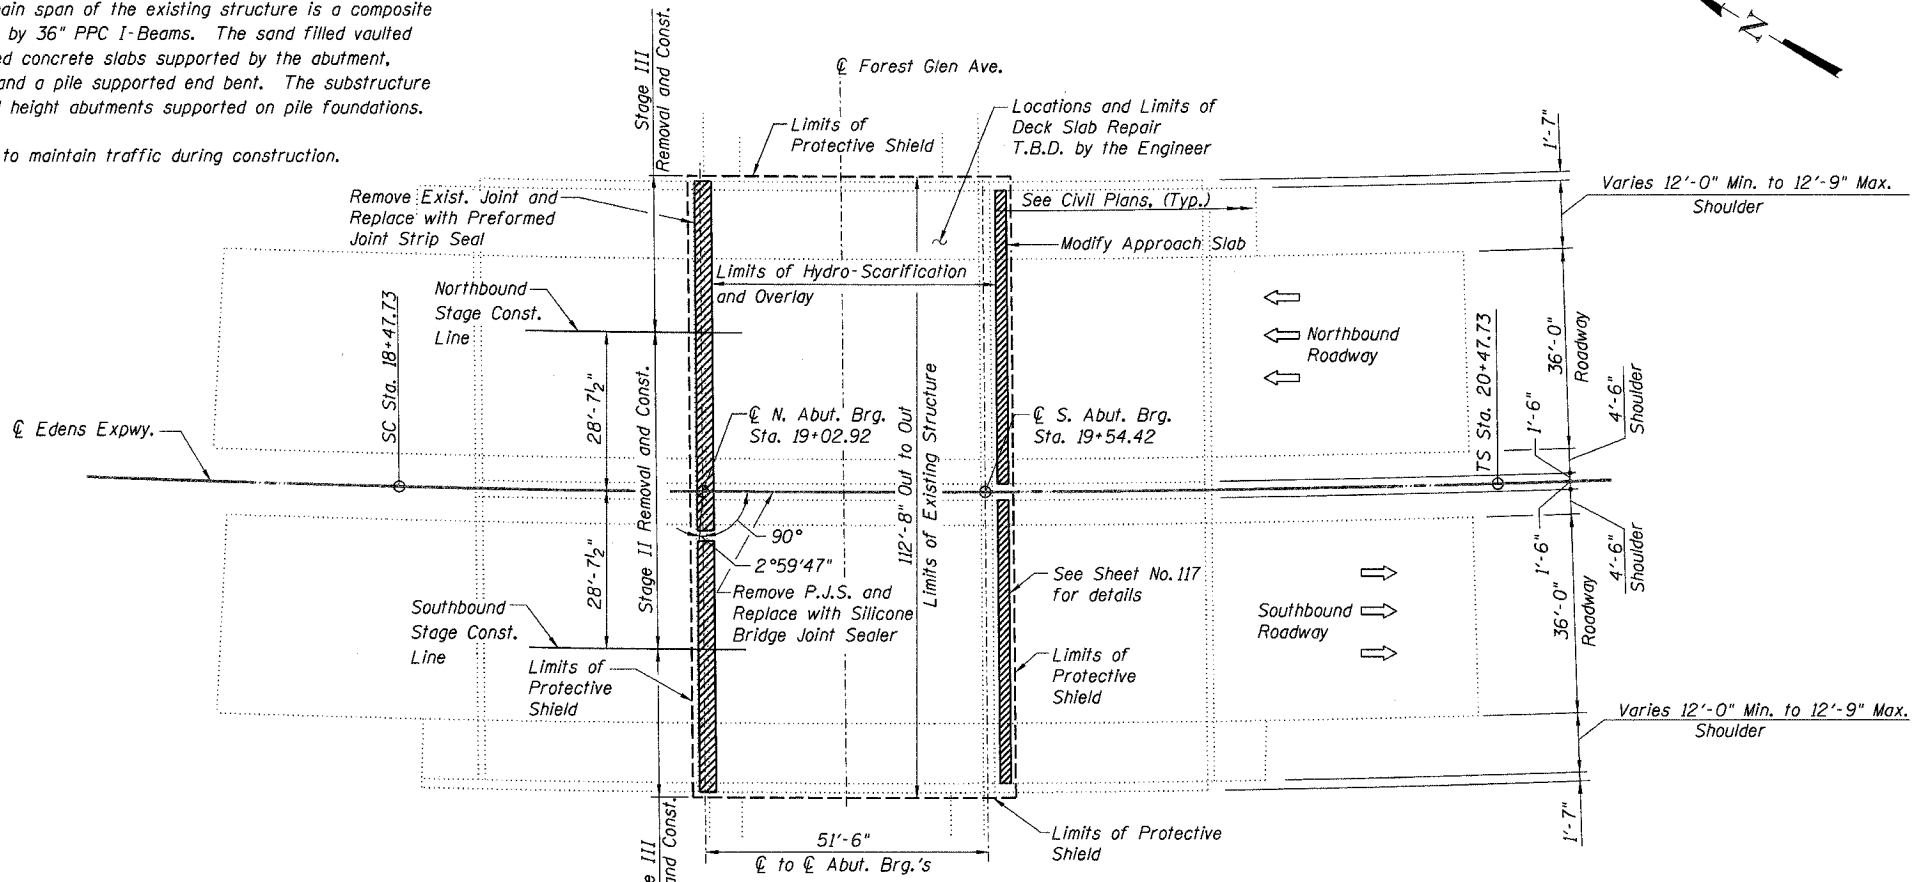 ain span of the existing structure is a composite
by 36" PPC I-Beams. The sand filled vaulted
ed concrete slabs supported by the abutment,
and a pile supported end bent. The substructure
height abutments supported on pile foundations.
to maintain traffic during construction.
N
Stage III
Removal and Const.
℄ Forest Glen Ave.
Limits of
Protective Shield
Locations and Limits of
Deck Slab Repair
T.B.D. by the Engineer
1'-7"
Varies 12'-0" Min. to 12'-9" Max.
Shoulder
Remove Exist. Joint and
Replace with Preformed
Joint Strip Seal
See Civil Plans, (Typ.)
Modify Approach Slab
Limits of Hydro-Scarification
and Overlay
Northbound
Stage Const.
Line
SC Sta. 18+47.73
Northbound
Roadway
TS Sta. 20+47.73
36'-0"
Roadway
1'-6"
4'-6"
Shoulder
℄ Edens Expwy.
28'-7½"
Stage II Removal and Const.
℄ N. Abut. Brg.
Sta. 19+02.92
112'-8" Out to Out
Limits of Existing Structure
℄ S. Abut. Brg.
Sta. 19+54.42
90°
2°59'47"
28'-7½"
Remove P.J.S. and
Replace with Silicone
Bridge Joint Sealer
See Sheet No. 117
for details
Southbound
Roadway
1'-6"
4'-6"
Shoulder
36'-0"
Roadway
Southbound
Stage Const.
Line
Limits of
Protective
Shield
Limits of
Protective
Shield
Varies 12'-0" Min. to 12'-9" Max.
Shoulder
1'-7"
e III
and Const.
51'-6"
℄ to ℄ Abut. Brg.'s
Limits of Protective
Shield